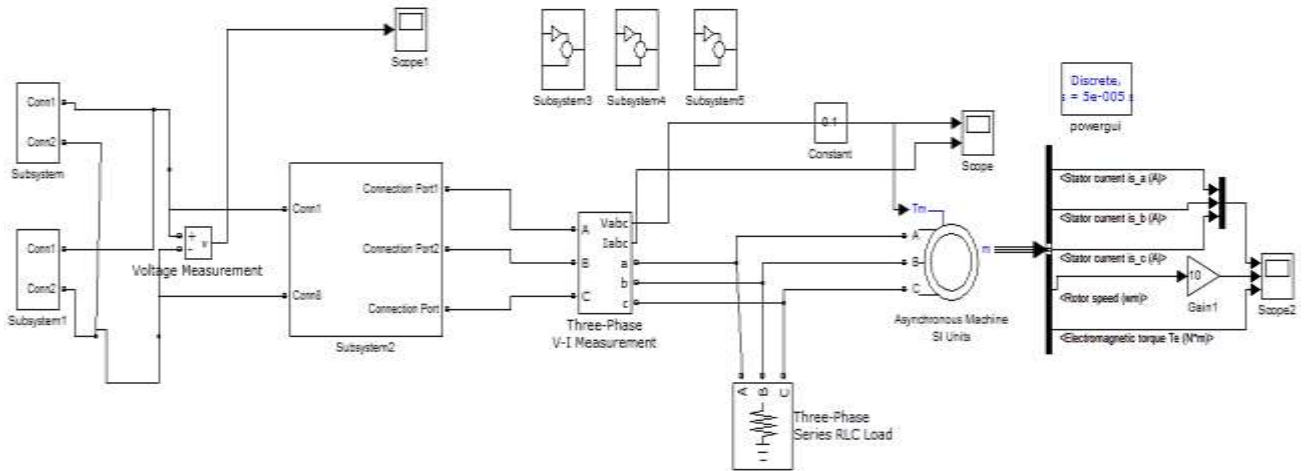 Scope1
Subsystem3
Subsystem4
Subsystem5
Discrete,
s = 5e-005 s
powergui
Conn1
Conn2
Subsystem
0.1
Constant
Scope
Connection Port1
Conn1
Connection Port2
Conn6
Connection Port
Subsystem2
Conn1
Conn2
Subsystem1
+
-
v
Voltage Measurement
Vabc
Iabc
A
a
B
b
C
c
Three-Phase
V-I Measurement
Tm
A
B
C
m
Asynchronous Machine
SI Units
<Stator current is_a (A)>
<Stator current is_b (A)>
<Stator current is_c (A)>
<Rotor speed (wm)>
<Electromagnetic torque Te (N*m)>
10
Gain1
Scope2
A
B
C
Three-Phase
Series RLC Load